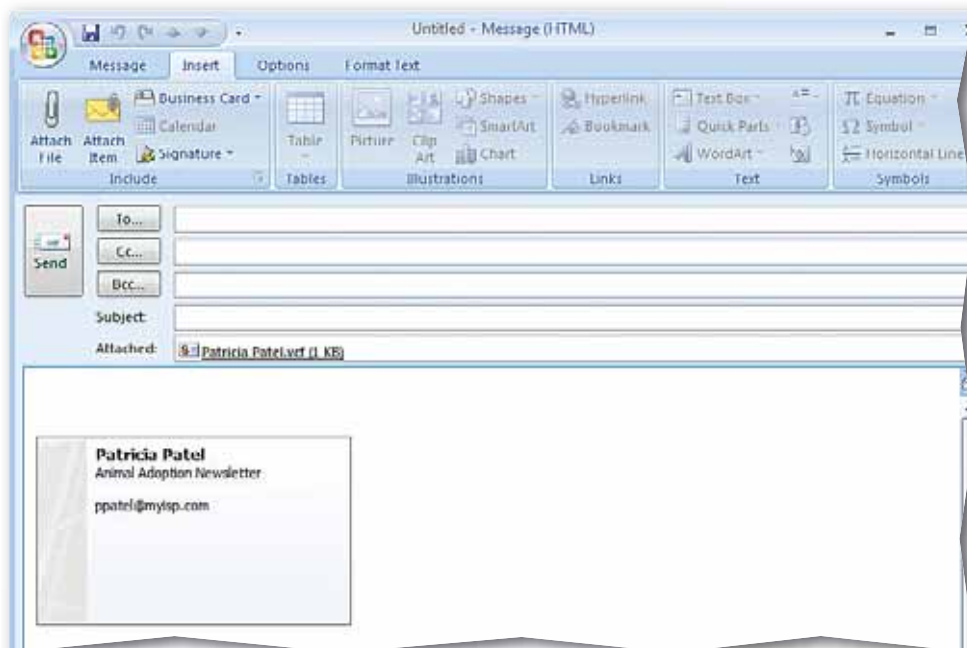 Untitled - Message (HTML)
Message Insert Options Format Text
Business Card Shapes Hyperlink Text Box Equation
Calendar SmartArt Bookmark Quick Parts Symbol
Attach File Attach Item Signature Table Picture Clip Art Chart WordArt Horizontal Line
Include Tables Illustrations Links Text Symbols
To...
Cc...
Send
Bcc...
Subject:
Attached: Patricia Patel.vcf (1 KB)
Patricia Patel
Animal Adoption Newsletter
ppatel@myisp.com